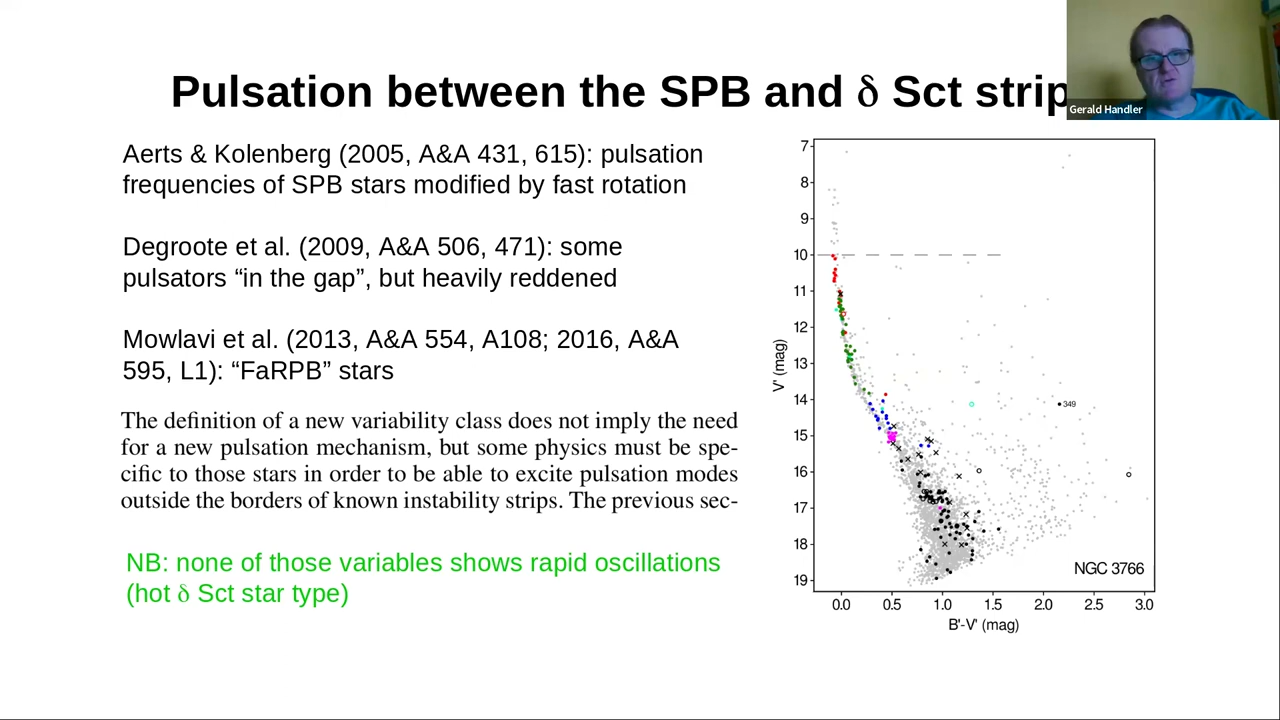 Pulsation between the SPB and δ Sct strip
Gerald Handler
Aerts & Kolenberg (2005, A&A 431, 615): pulsation
frequencies of SPB stars modified by fast rotation
Degroote et al. (2009, A&A 506, 471): some
pulsators “in the gap”, but heavily reddened
Mowlavi et al. (2013, A&A 554, A108; 2016, A&A
595, L1): “FaRPB” stars
The definition of a new variability class does not imply the need
for a new pulsation mechanism, but some physics must be spe-
cific to those stars in order to be able to excite pulsation modes
outside the borders of known instability strips. The previous sec-
NB: none of those variables shows rapid oscillations
(hot δ Sct star type)
7
8
9
10
11
12
13
14
15
16
17
18
19
V' (mag)
349
NGC 3766
0.0 0.5 1.0 1.5 2.0 2.5 3.0
B'-V' (mag)